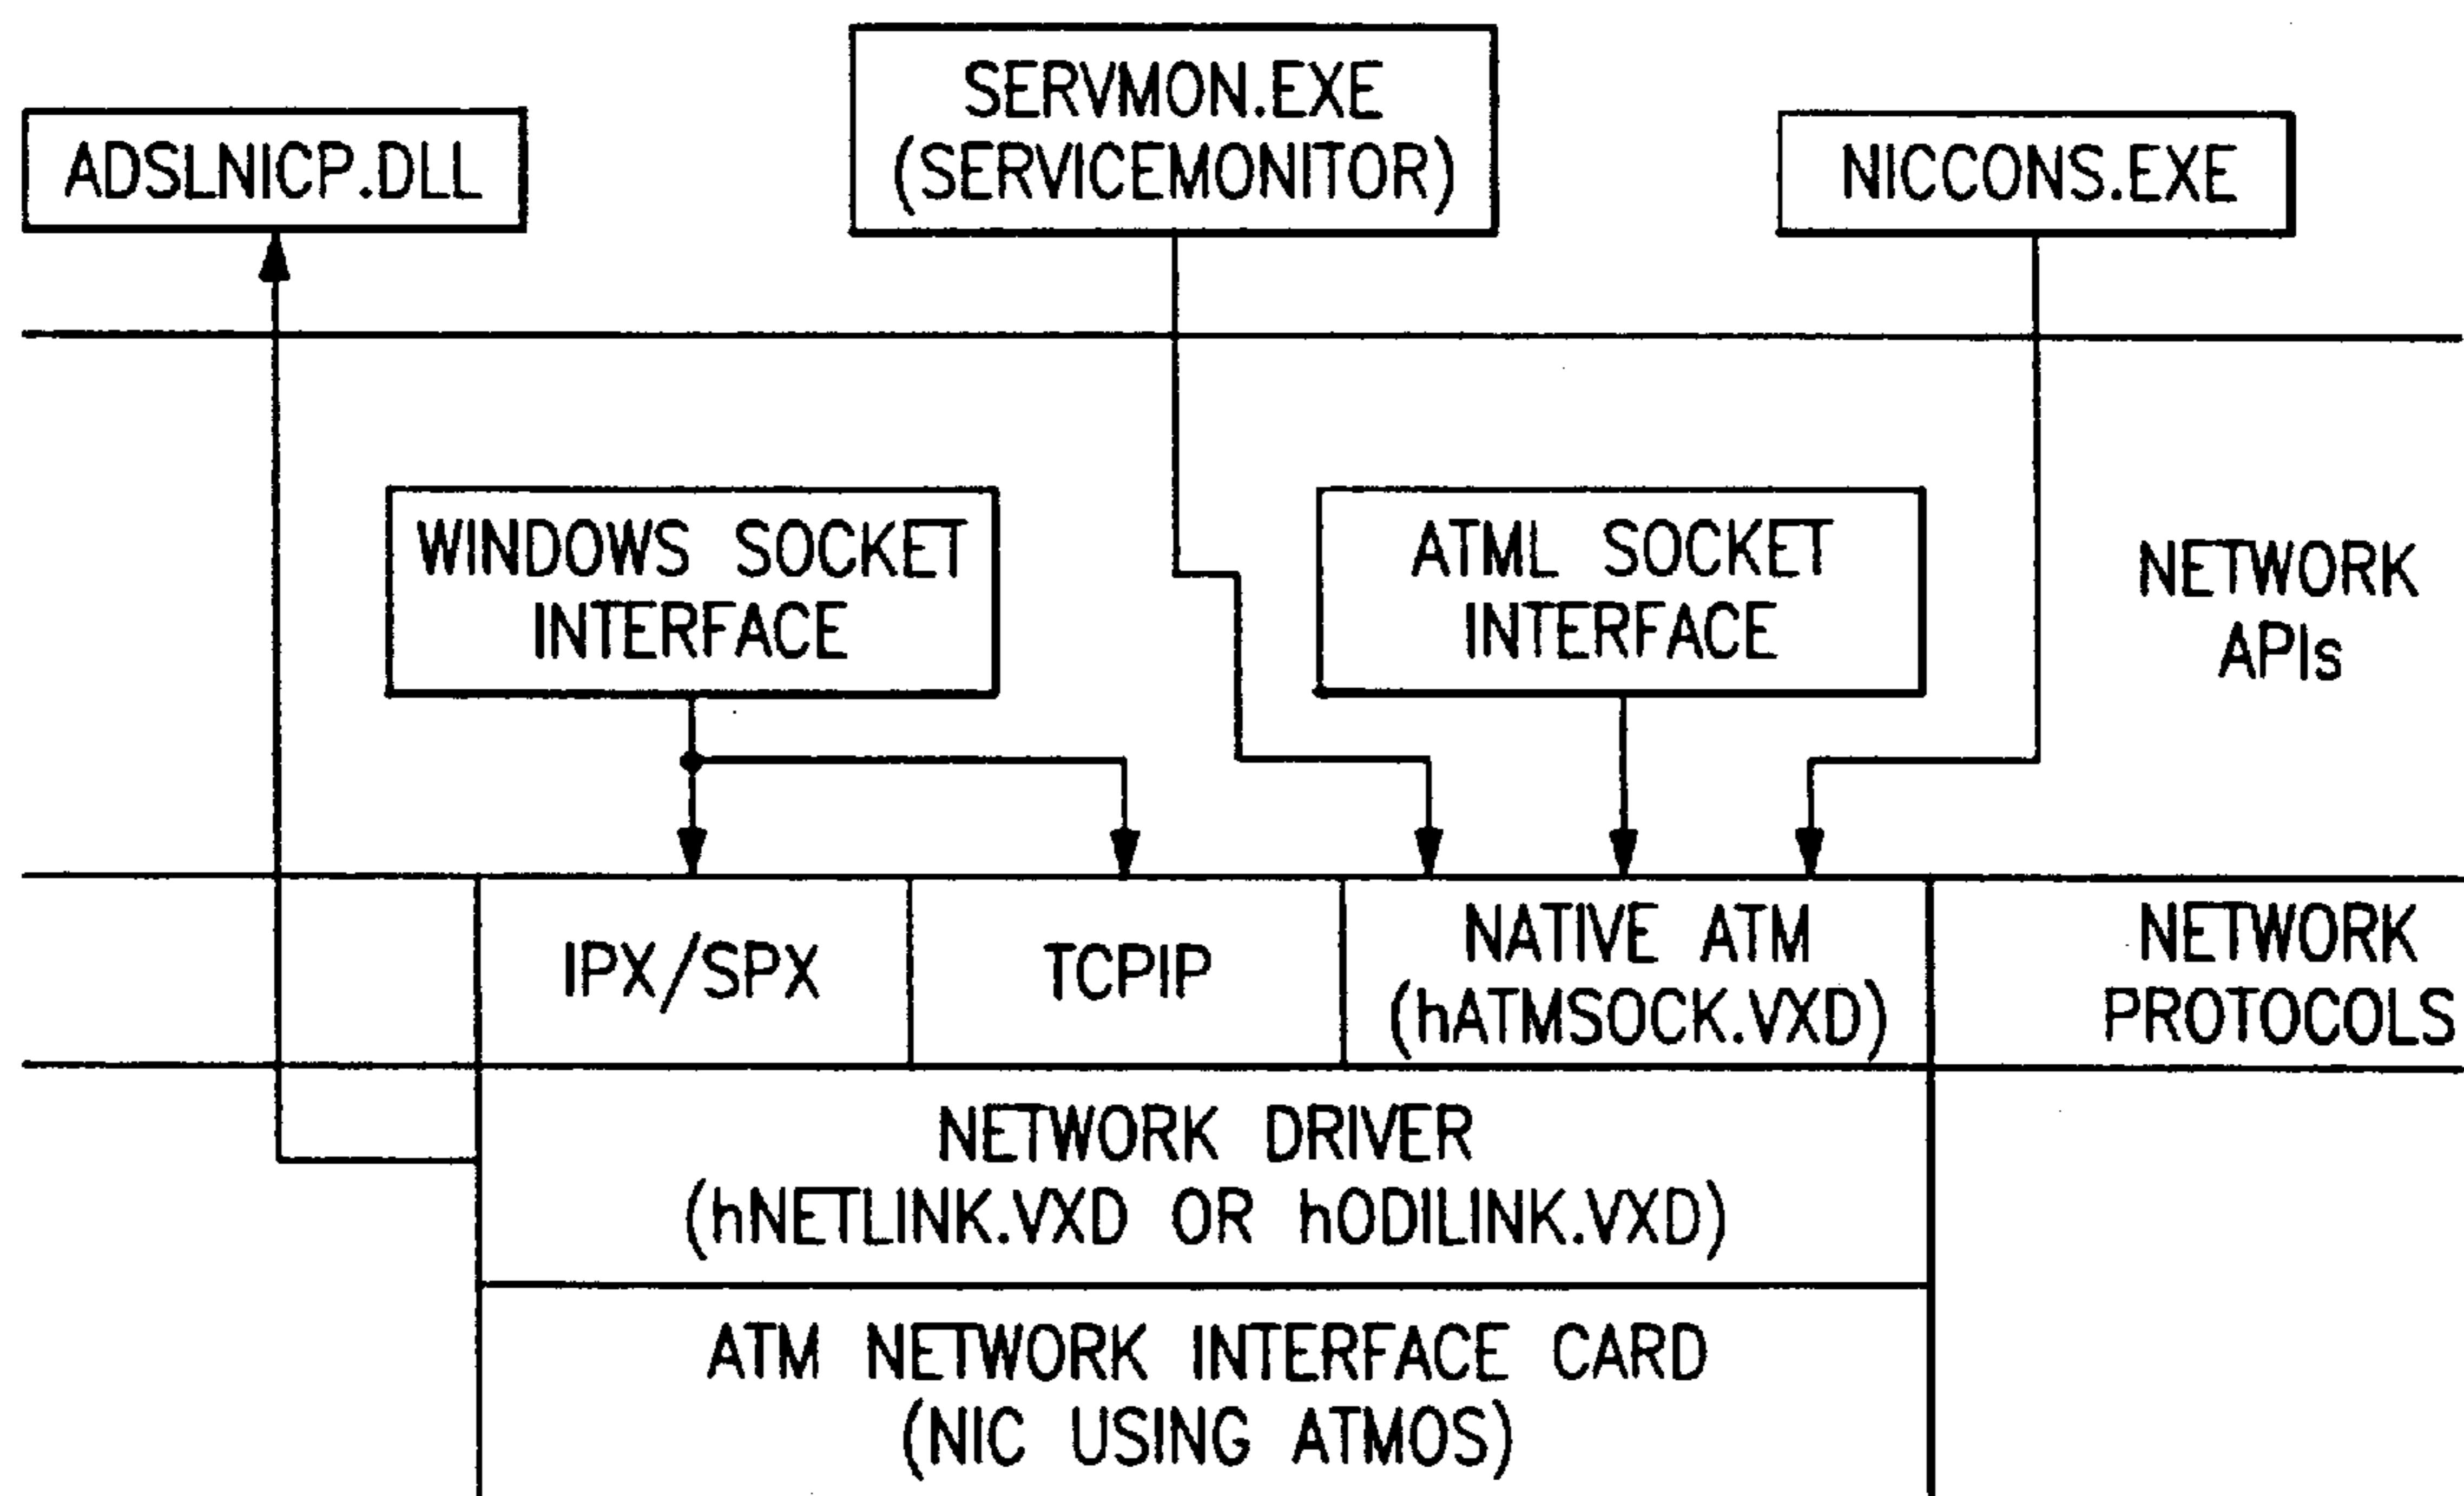 ADSLNICP.DLL
SERVMON.EXE
(SERVICEMONITOR)
NICCONS.EXE
WINDOWS SOCKET
INTERFACE
ATML SOCKET
INTERFACE
NETWORK
APIs
IPX/SPX
TCPIP
NATIVE ATM
(hATMSOCK.VXD)
NETWORK
PROTOCOLS
NETWORK DRIVER
(hNETLINK.VXD OR hODILINK.VXD)
ATM NETWORK INTERFACE CARD
(NIC USING ATMOS)